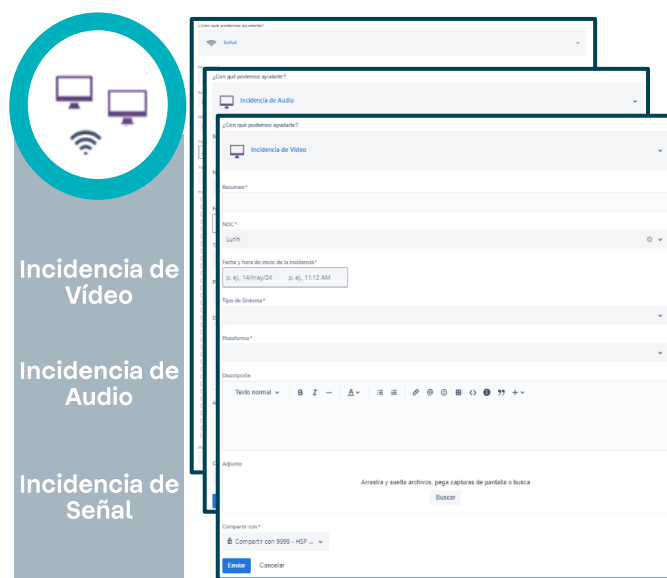 Incidencia de
Vídeo
Incidencia de
Audio
Incidencia de
Señal
¿Con qué podemos ayudarte?
Señal
¿Con qué podemos ayudarte?
Incidencia de Audio
¿Con qué podemos ayudarte?
Incidencia de Vídeo
Resumen*
NOC*
Lurín
Fecha y hora de inicio de la incidencia*
p. ej., 14/may/24 p. ej., 11:12 AM
Tipo de Síntoma*
Plataforma*
Descripción
Texto normal B I ... A @ <> +
Adjunto
Arrastra y suelta archivos, pega capturas de pantalla o busca
Buscar
Compartir con*
Compartir con 9999 - HSP ...
Enviar Cancelar